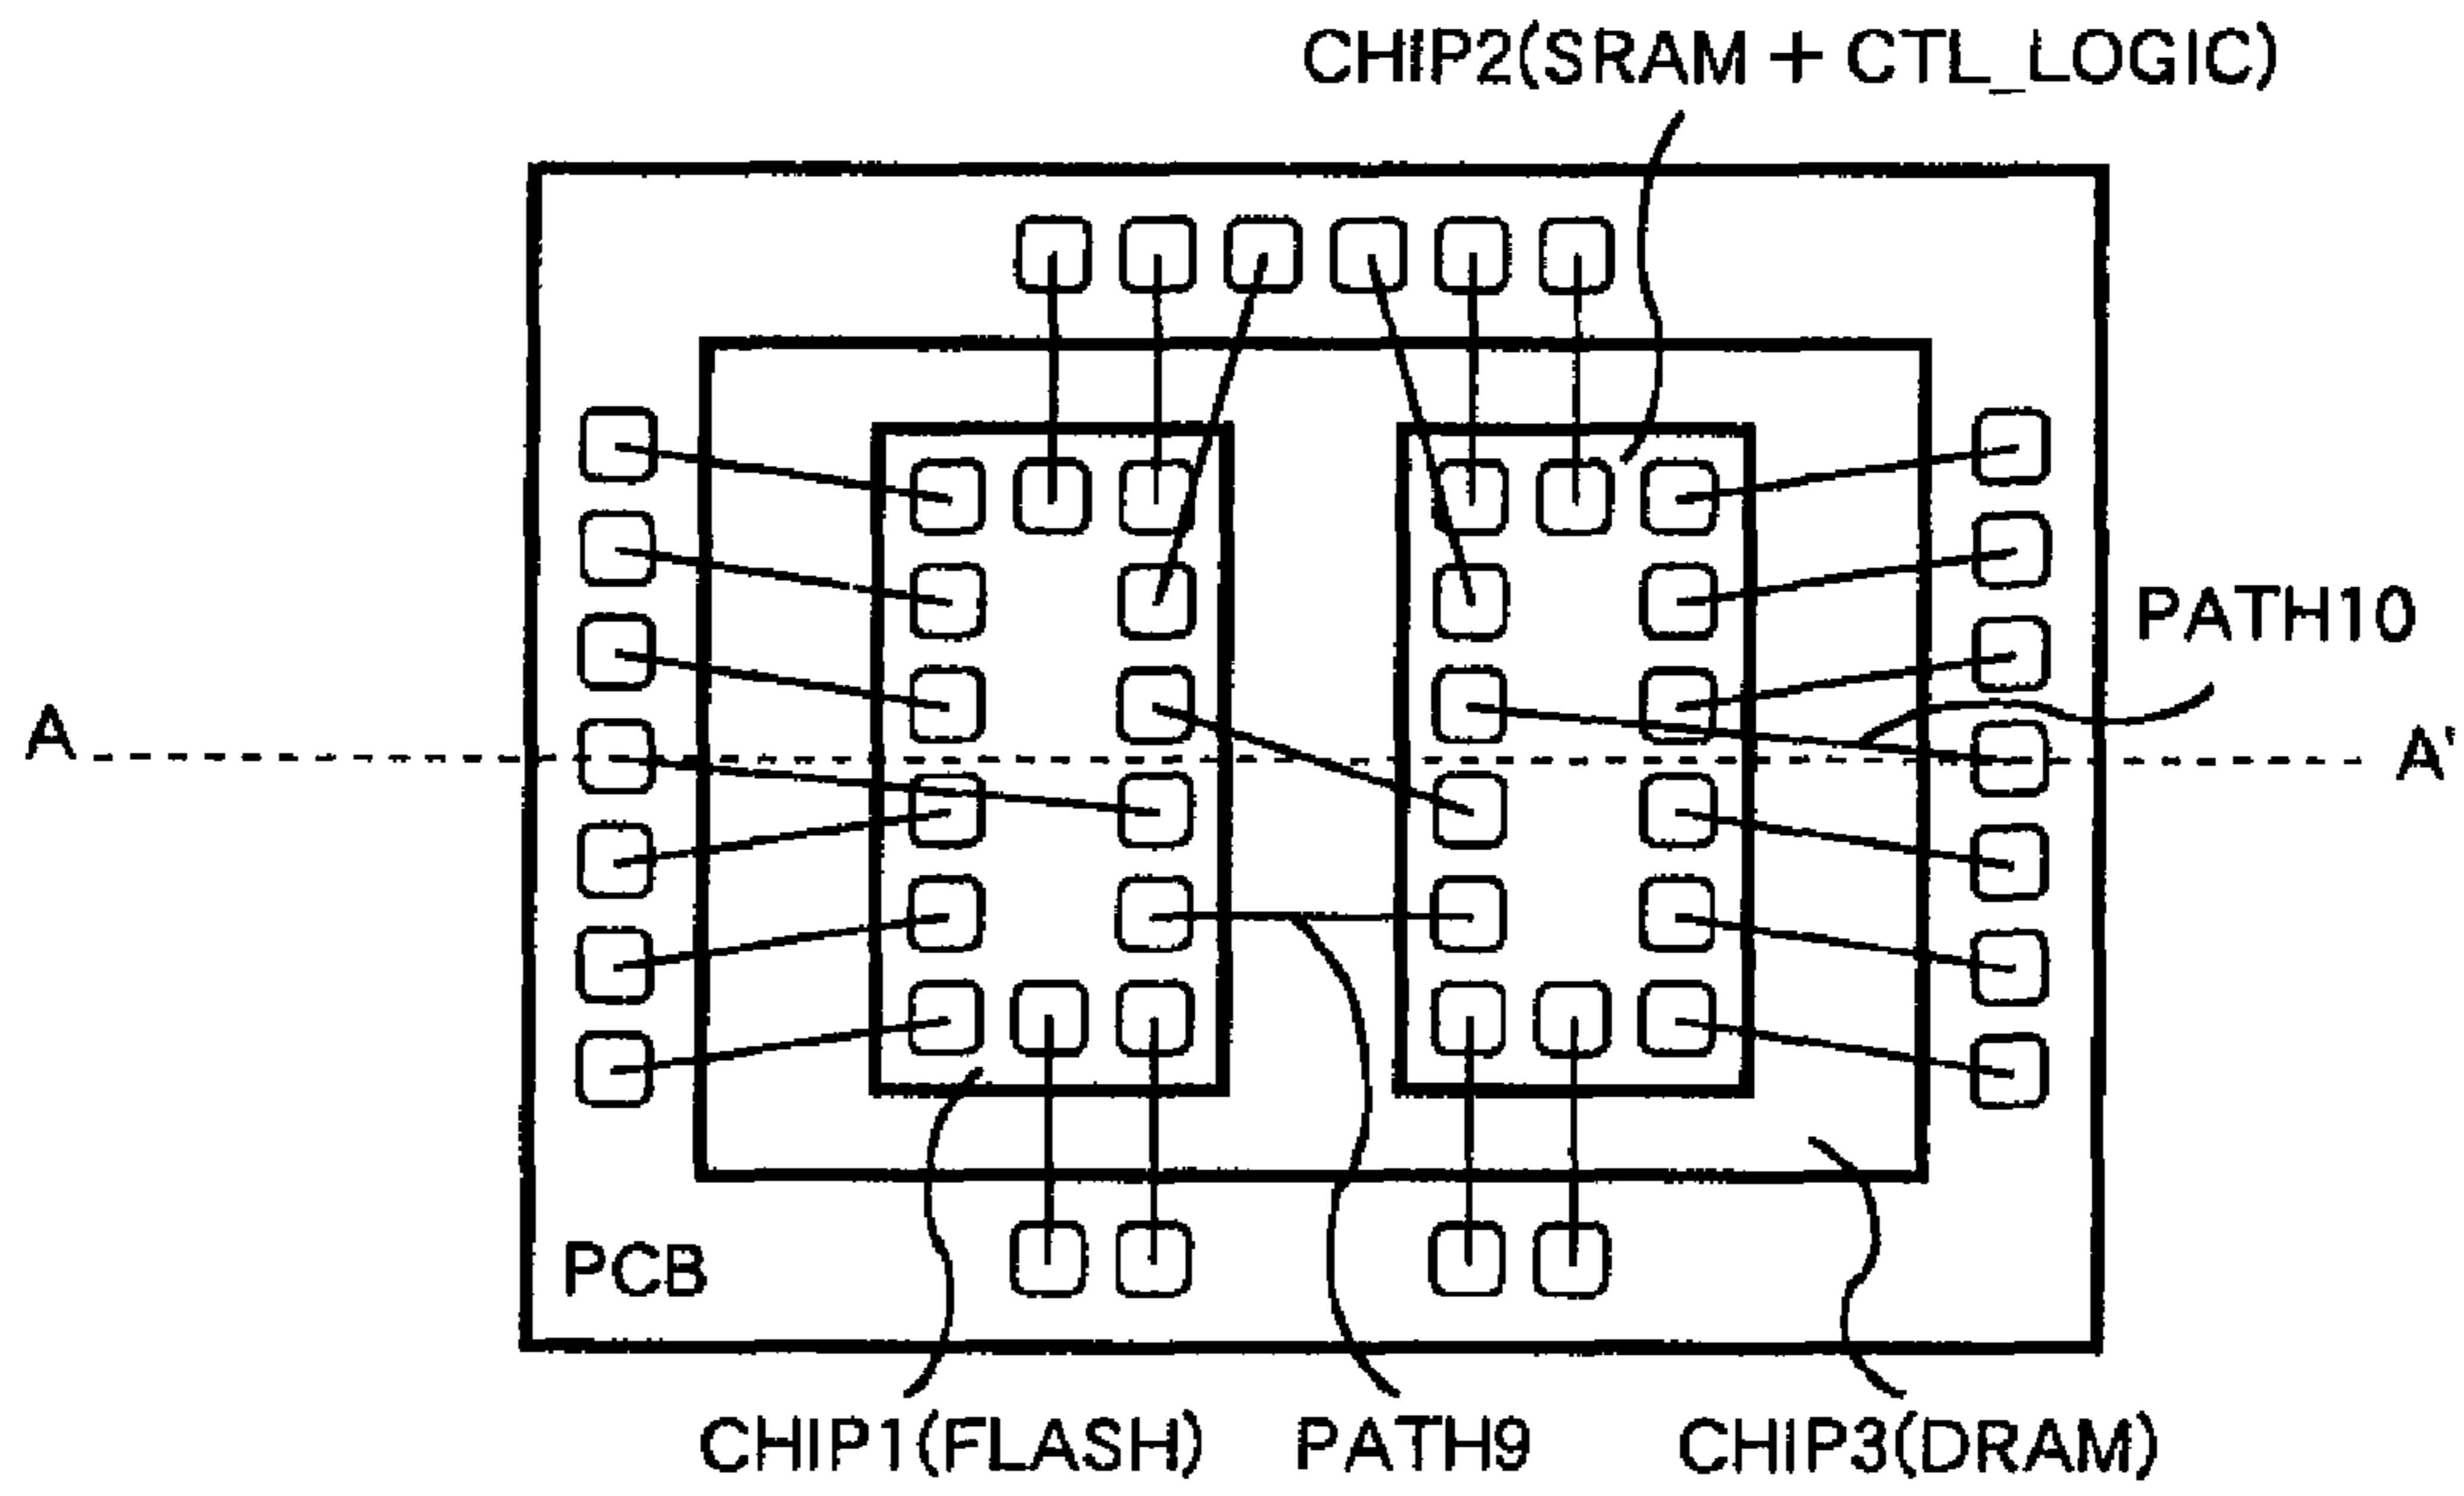 CHIP2(SRAM + CTL_LOGIC)
PATH10
A
A'
PCB
CHIP1(FLASH)
PATH9
CHIP3(DRAM)